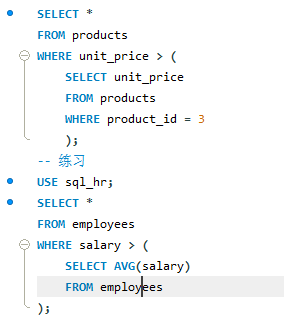 SELECT *
FROM products
WHERE unit_price > (
SELECT unit_price
FROM products
WHERE product_id = 3
);
-- 练习
USE sql_hr;
SELECT *
FROM employees
WHERE salary > (
SELECT AVG(salary)
FROM employees
);